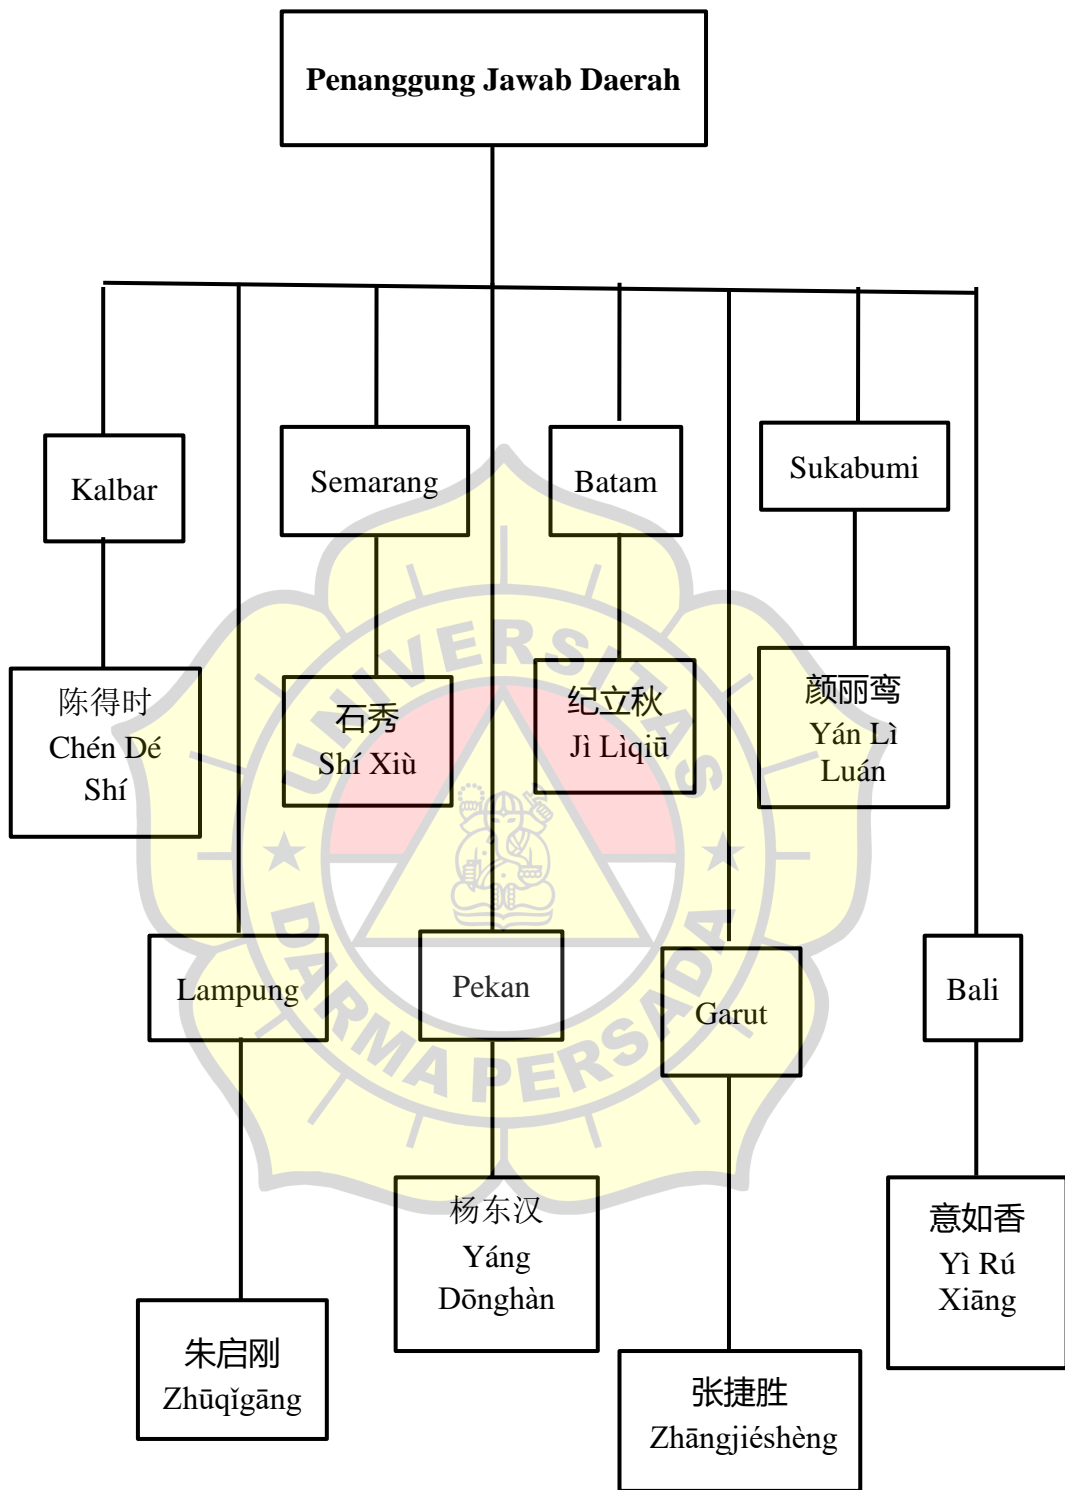 Penanggung Jawab Daerah
Kalbar
Semarang
Batam
Sukabumi
陈得时
Chén Dé
Shí
石秀
Shí Xiù
纪立秋
Jì Lìqiū
颜丽鸾
Yán Lì
Luán
Lampung
Pekan
Garut
Bali
朱启刚
Zhūqǐgāng
杨东汉
Yáng
Dōnghàn
张捷胜
Zhāngjiéshèng
意如香
Yì Rú
Xiāng
UNIVERSITAS
DARMA PERSADA